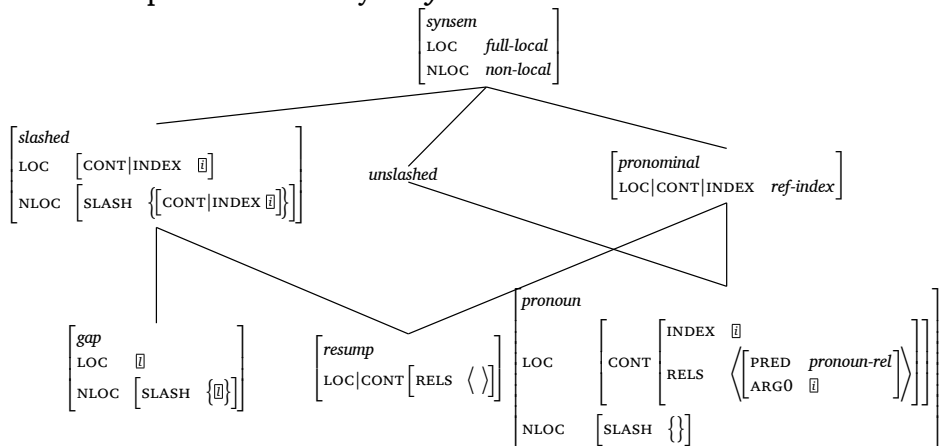 synsem
LOC full-local
NLOC non-local
slashed
LOC [CONT|INDEX i]
NLOC [SLASH {[CONT|INDEX i]}]
unslashed
pronominal
LOC|CONT|INDEX ref-index
gap
LOC l
NLOC [SLASH {l}]
resump
LOC|CONT [RELS ⟨ ⟩]
pronoun
LOC [CONT [INDEX i
RELS ⟨[PRED pronoun-rel
ARG0 i]⟩]]
NLOC [SLASH {}]